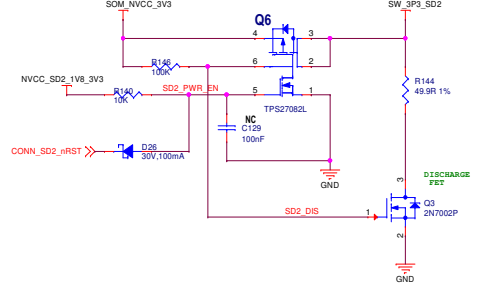 SOM_NVCC_3V3
SW_3P3_SD2
Q6
4
3
6
2
R146
100K
R144
49.9R 1%
NVCC_SD2_1V8_3V3
R140
10K
SD2_PWR_EN
5
1
TPS27082L
NC
C129
100nF
CONN_SD2_nRST
D26
30V,100mA
GND
DISCHARGE
FET
3
Q3
2N7002P
SD2_DIS
1
2
GND